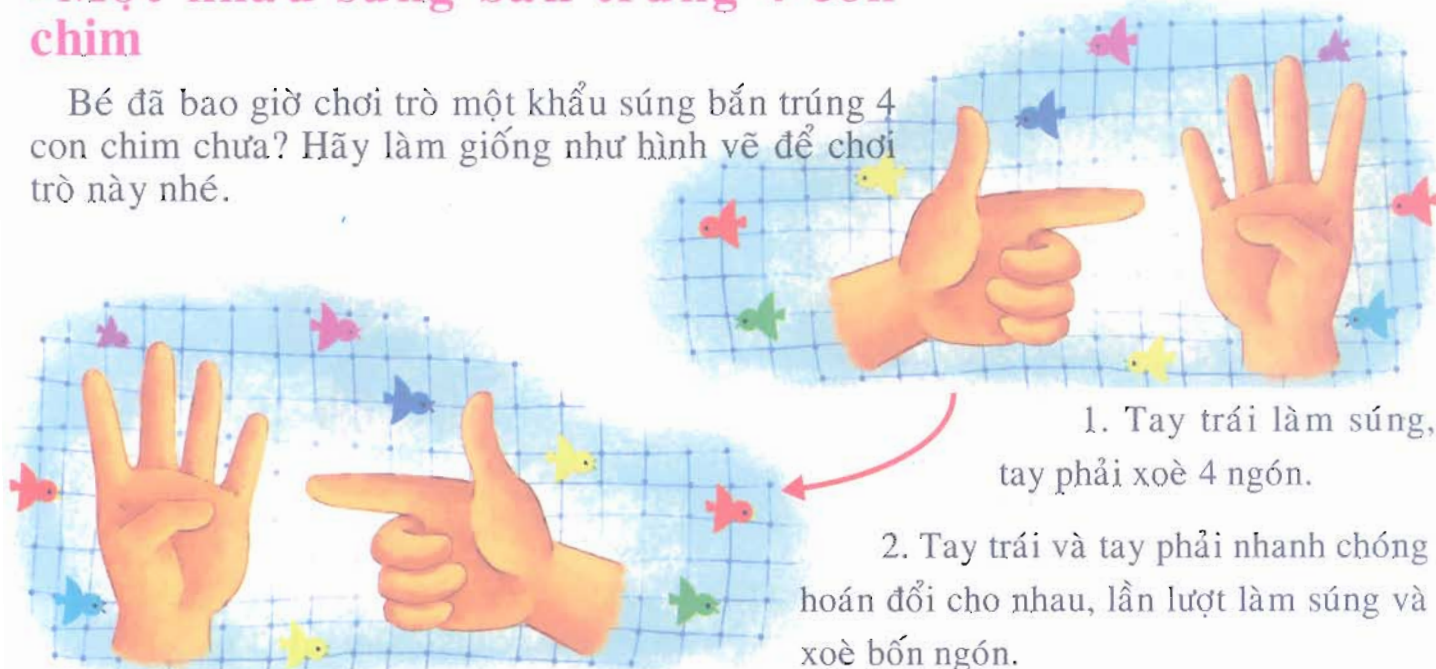 chim
Bé đã bao giờ chơi trò một khẩu súng bắn trúng 4
con chim chưa? Hãy làm giống như hình vẽ để chơi
trò này nhé.
1. Tay trái làm súng,
tay phải xoè 4 ngón.
2. Tay trái và tay phải nhanh chóng
hoán đổi cho nhau, lần lượt làm súng và
xoè bốn ngón.